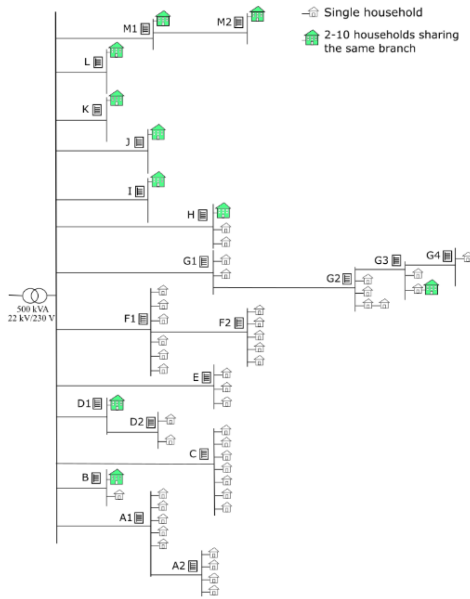 M1
M2
Single household
2-10 households sharing
the same branch
L
K
J
I
H
G1
G2
G3
G4
500 kVA
22 kV/230 V
F1
F2
E
D1
D2
C
B
A1
A2